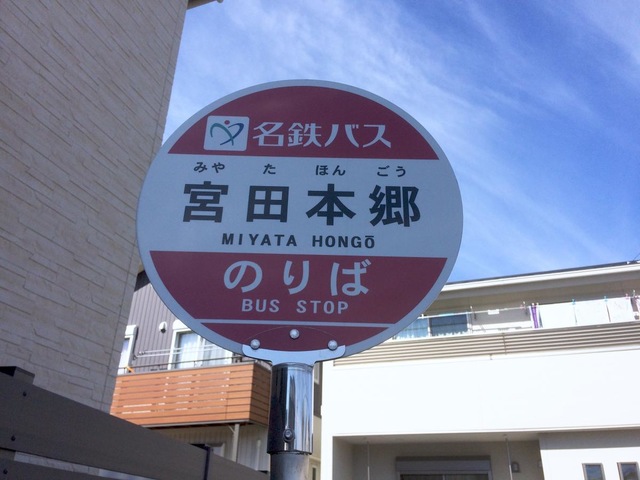 名鉄バス
みや た ほん ごう
宮田本郷
MIYATA HONGŌ
のりば
BUS STOP